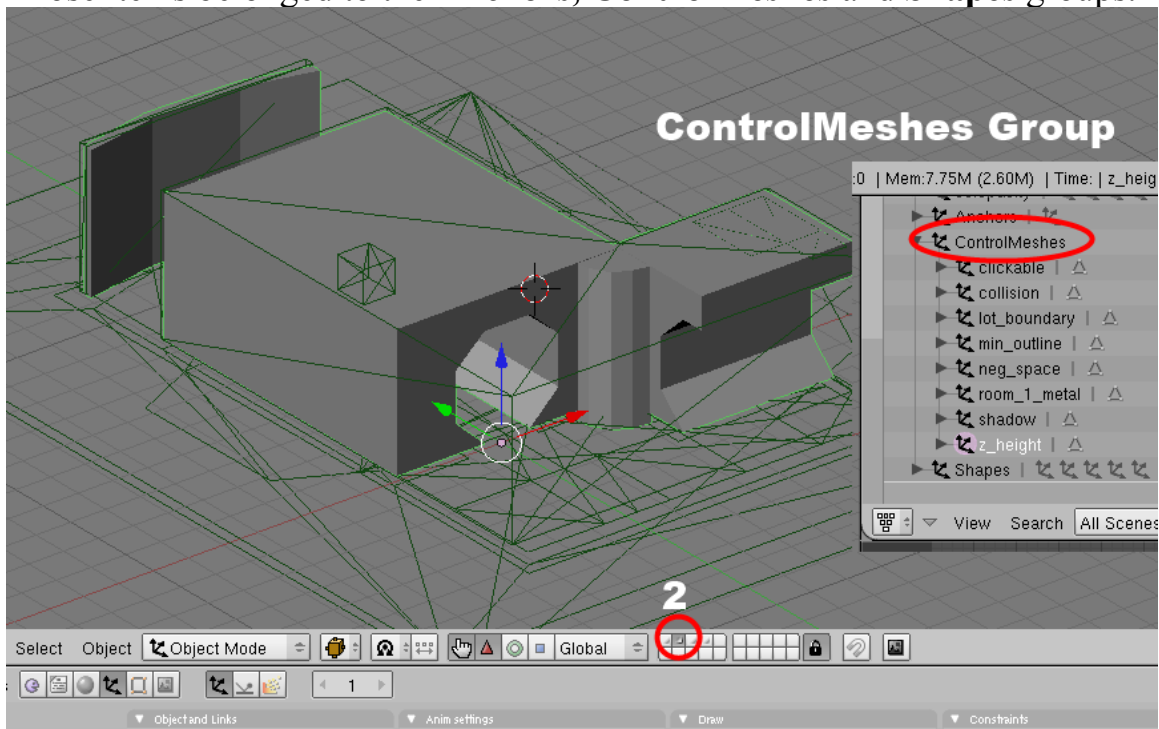 ControlMeshes Group
:0 | Mem:7.75M (2.60M) | Time: | z_heig
Anchors
ControlMeshes
clickable
collision
lot_boundary
min_outline
neg_space
room_1_metal
shadow
z_height
Shapes
View Search All Scenes
2
Select Object Object Mode Global
1
Object and Links Anim settings Draw Constraints